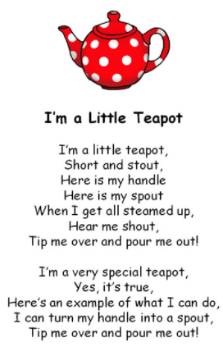 I'm a Little Teapot
I'm a little teapot,
Short and stout,
Here is my handle
Here is my spout
When I get all steamed up,
Hear me shout,
Tip me over and pour me out!
I'm a very special teapot,
Yes, it's true,
Here's an example of what I can do,
I can turn my handle into a spout,
Tip me over and pour me out!